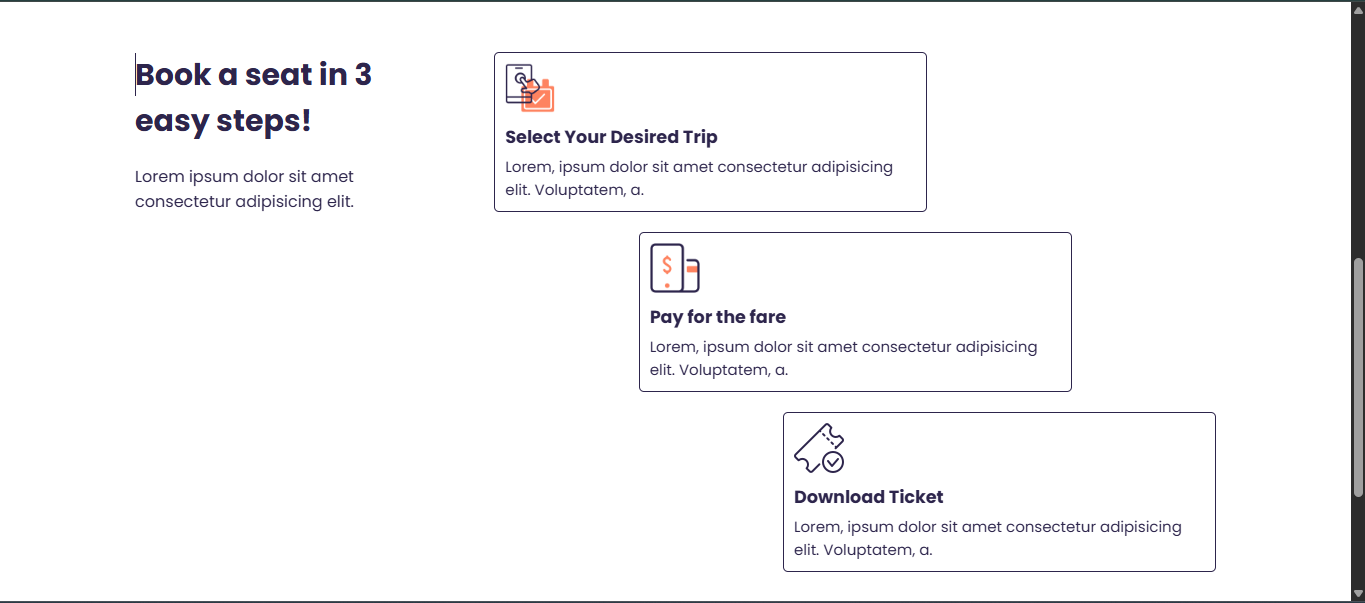 Book a seat in 3
easy steps!
Lorem ipsum dolor sit amet
consectetur adipisicing elit.
Select Your Desired Trip
Lorem, ipsum dolor sit amet consectetur adipisicing
elit. Voluptatem, a.
$
Pay for the fare
Lorem, ipsum dolor sit amet consectetur adipisicing
elit. Voluptatem, a.
Download Ticket
Lorem, ipsum dolor sit amet consectetur adipisicing
elit. Voluptatem, a.